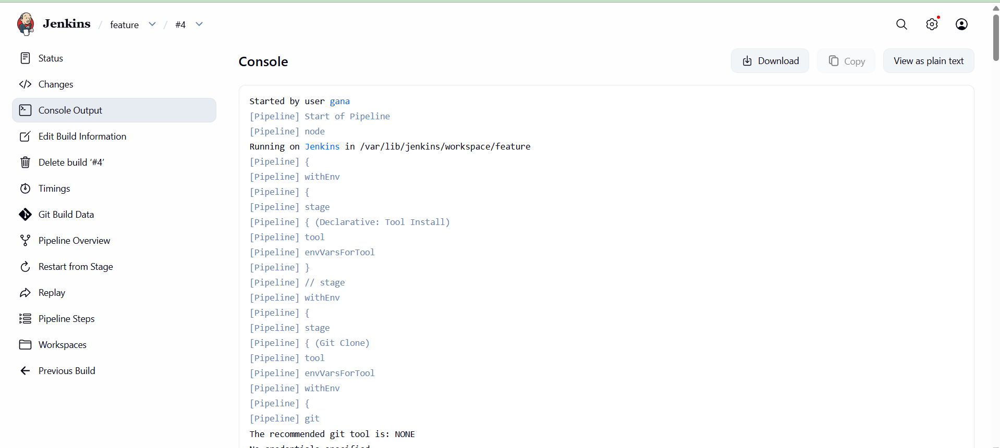 Jenkins / feature / #4
Status
Changes
Console Output
Edit Build Information
Delete build ‘#4’
Timings
Git Build Data
Pipeline Overview
Restart from Stage
Replay
Pipeline Steps
Workspaces
Previous Build
Console
Download
Copy
View as plain text
Started by user gana
[Pipeline] Start of Pipeline
[Pipeline] node
Running on Jenkins in /var/lib/jenkins/workspace/feature
[Pipeline] {
[Pipeline] withEnv
[Pipeline] {
[Pipeline] stage
[Pipeline] { (Declarative: Tool Install)
[Pipeline] tool
[Pipeline] envVarsForTool
[Pipeline] }
[Pipeline] // stage
[Pipeline] withEnv
[Pipeline] {
[Pipeline] stage
[Pipeline] { (Git Clone)
[Pipeline] tool
[Pipeline] envVarsForTool
[Pipeline] withEnv
[Pipeline] {
[Pipeline] git
The recommended git tool is: NONE
No credentials specified